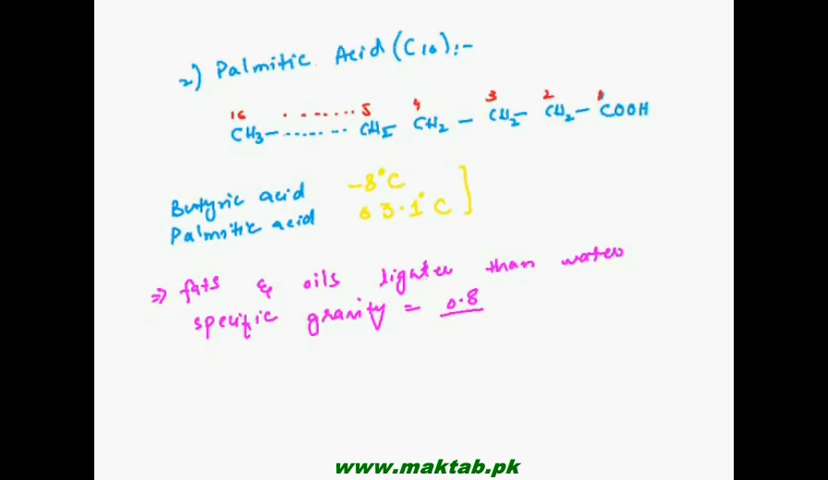 2) Palmitic Acid (C16):-
16 ........ 5 4 3 2 1
CH3-......CH2 CH2 - CH2- CH2- COOH
Butyric acid -8°C
Palmitic acid 63.1°C
⇒ fats & oils lighter than water
specific gravity = 0.8
www.maktab.pk